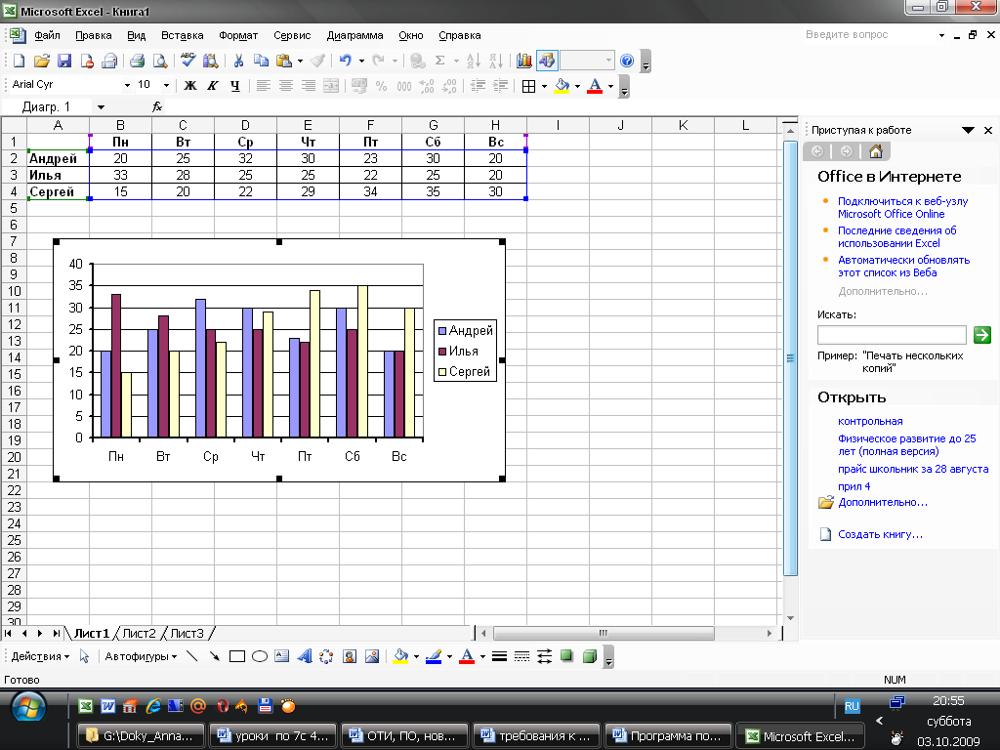 Microsoft Excel - Книга1
Файл Правка Вид Вставка Формат Сервис Диаграмма Окно Справка Введите вопрос
Arial Cyr 10 Ж К Ч
Диагр. 1 fx
A B C D E F G H I J K L
1 Пн Вт Ср Чт Пт Сб Вс
2 Андрей 20 25 32 30 23 30 20
3 Илья 33 28 25 25 22 25 20
4 Сергей 15 20 22 29 34 35 30
5
6
7
8
9
10
11
12
13
14
15
16
17
18
19
20
21
22
23
24
25
26
27
28
29
30
40
35
30
25
20
15
10
5
0
Пн Вт Ср Чт Пт Сб Вс
Андрей
Илья
Сергей
Приступая к работе
Office в Интернете
Подключиться к веб-узлу
Microsoft Office Online
Последние сведения об
использовании Excel
Автоматически обновлять
этот список из Веба
Дополнительно...
Искать:
Пример: "Печать нескольких
копий"
Открыть
контрольная
Физическое развитие до 25
лет (полная версия)
прайс школьник за 28 августа
прил 4
Дополнительно...
Создать книгу...
Лист1 Лист2 Лист3
Действия Автофигуры
Готово NUM
RU 20:55
суббота
03.10.2009
G:\Doky_Anna... уроки по 7с 4... ОТИ, ПО, нов... требования к ... Программа по... Microsoft Excel...